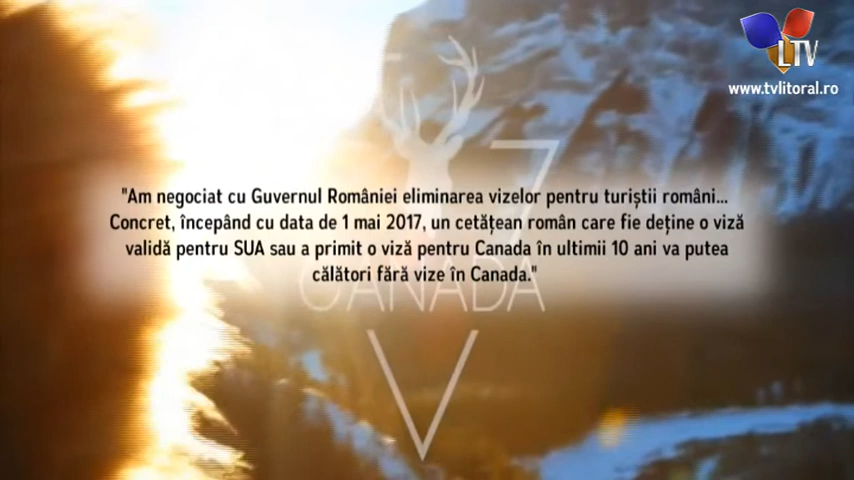 LTV
www.tvlitoral.ro
7
"Am negociat cu Guvernul României eliminarea vizelor pentru turiștii români...
Concret, începând cu data de 1 mai 2017, un cetățean român care fie deține o viză
validă pentru SUA sau a primit o viză pentru Canada în ultimii 10 ani va putea
călători fără vize în Canada."
CANADA